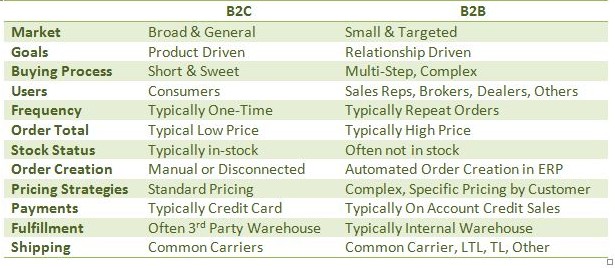 B2C B2B
Market Broad & General Small & Targeted
Goals Product Driven Relationship Driven
Buying Process Short & Sweet Multi-Step, Complex
Users Consumers Sales Reps, Brokers, Dealers, Others
Frequency Typically One-Time Typically Repeat Orders
Order Total Typical Low Price Typically High Price
Stock Status Typically in-stock Often not in stock
Order Creation Manual or Disconnected Automated Order Creation in ERP
Pricing Strategies Standard Pricing Complex, Specific Pricing by Customer
Payments Typically Credit Card Typically On Account Credit Sales
Fulfillment Often 3rd Party Warehouse Typically Internal Warehouse
Shipping Common Carriers Common Carrier, LTL, TL, Other